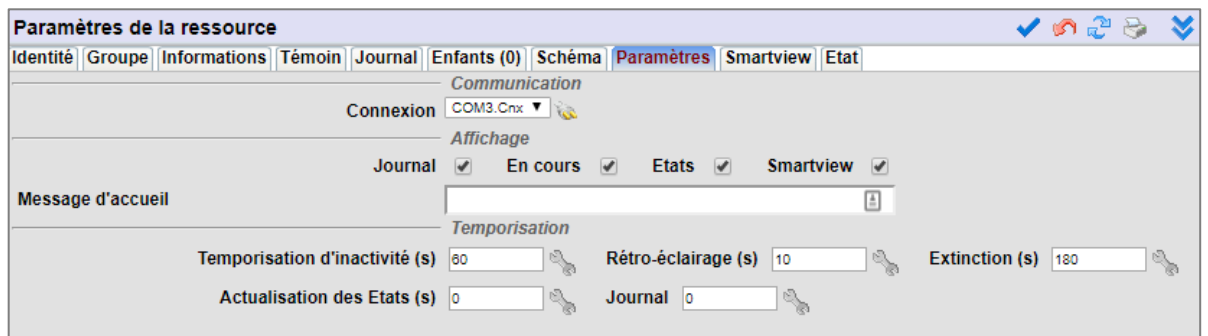 Paramètres de la ressource
Identité Groupe Informations Témoin Journal Enfants (0) Schéma Paramètres Smartview Etat
Communication
Connexion COM3.Cnx
Affichage
Journal En cours Etats Smartview
Message d'accueil
Temporisation
Temporisation d'inactivité (s) 60 Rétro-éclairage (s) 10 Extinction (s) 180
Actualisation des Etats (s) 0 Journal 0